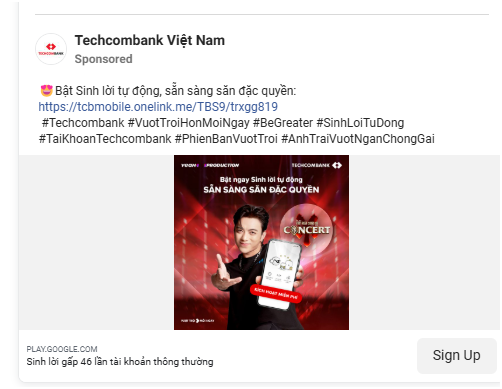 Techcombank Việt Nam
Sponsored
TECHCOMBANK
Bật Sinh lời tự động, sẵn sàng săn đặc quyền:
https://tcbmobile.onelink.me/TBS9/trxgg819
#Techcombank #VuotTroiHonMoiNgay #BeGreater #SinhLoiTuDong
#TaiKhoanTechcombank #PhienBanVuotTroi #AnhTraiVuotNganChongGai
TECHCOMBANK
Bật ngay Sinh lời tự động
SẴN SÀNG SĂN ĐẶC QUYỀN
CONCERT
KÍCH HOẠT MIỄN PHÍ
PLAY.GOOGLE.COM
Sinh lời gấp 46 lần tài khoản thông thường
Sign Up